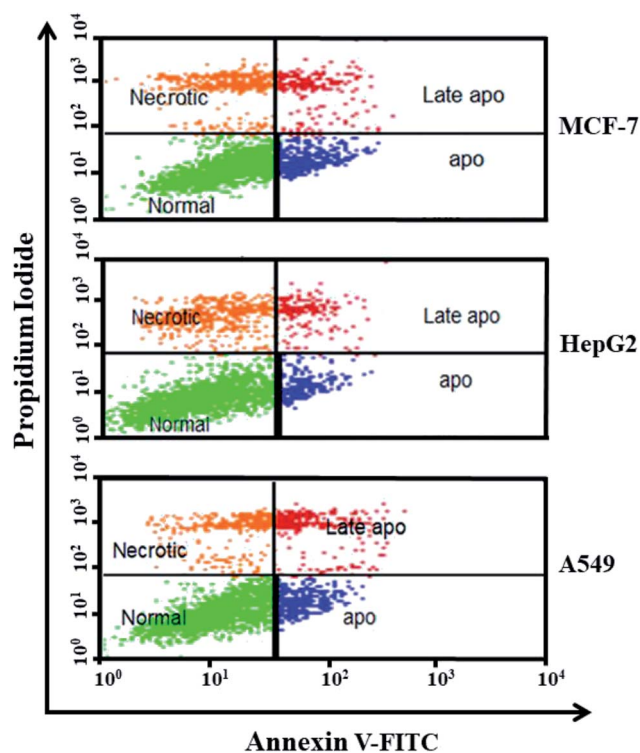 Propidium Iodide
10⁴
10³
10²
10¹
10⁰
Necrotic
Late apo
Normal
apo
MCF-7
10⁴
10³
10²
10¹
10⁰
Necrotic
Late apo
Normal
apo
HepG2
10⁴
10³
10²
10¹
10⁰
Necrotic
Late apo
Normal
apo
A549
10⁰ 10¹ 10² 10³ 10⁴
Annexin V-FITC